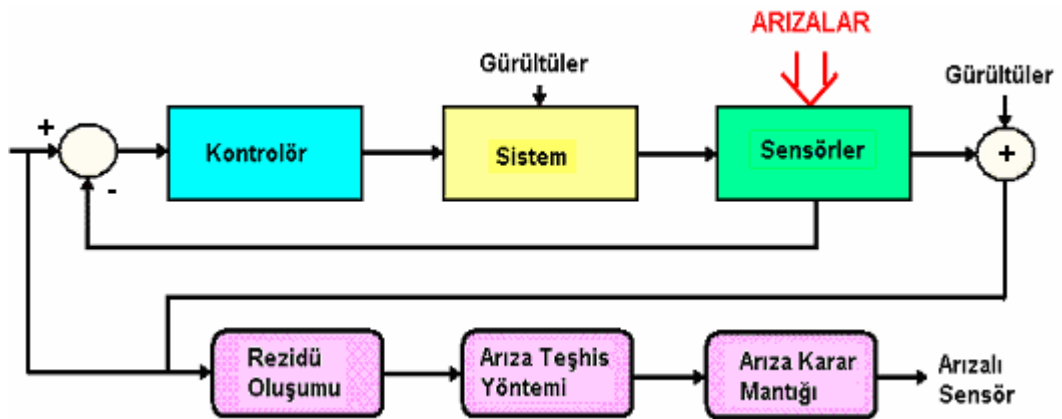 ARIZALAR
Gürültüler
Gürültüler
+
-
Kontrolör
Sistem
Sensörler
+
Rezidü
Oluşumu
Arıza Teşhis
Yöntemi
Arıza Karar
Mantığı
Arızalı
Sensör